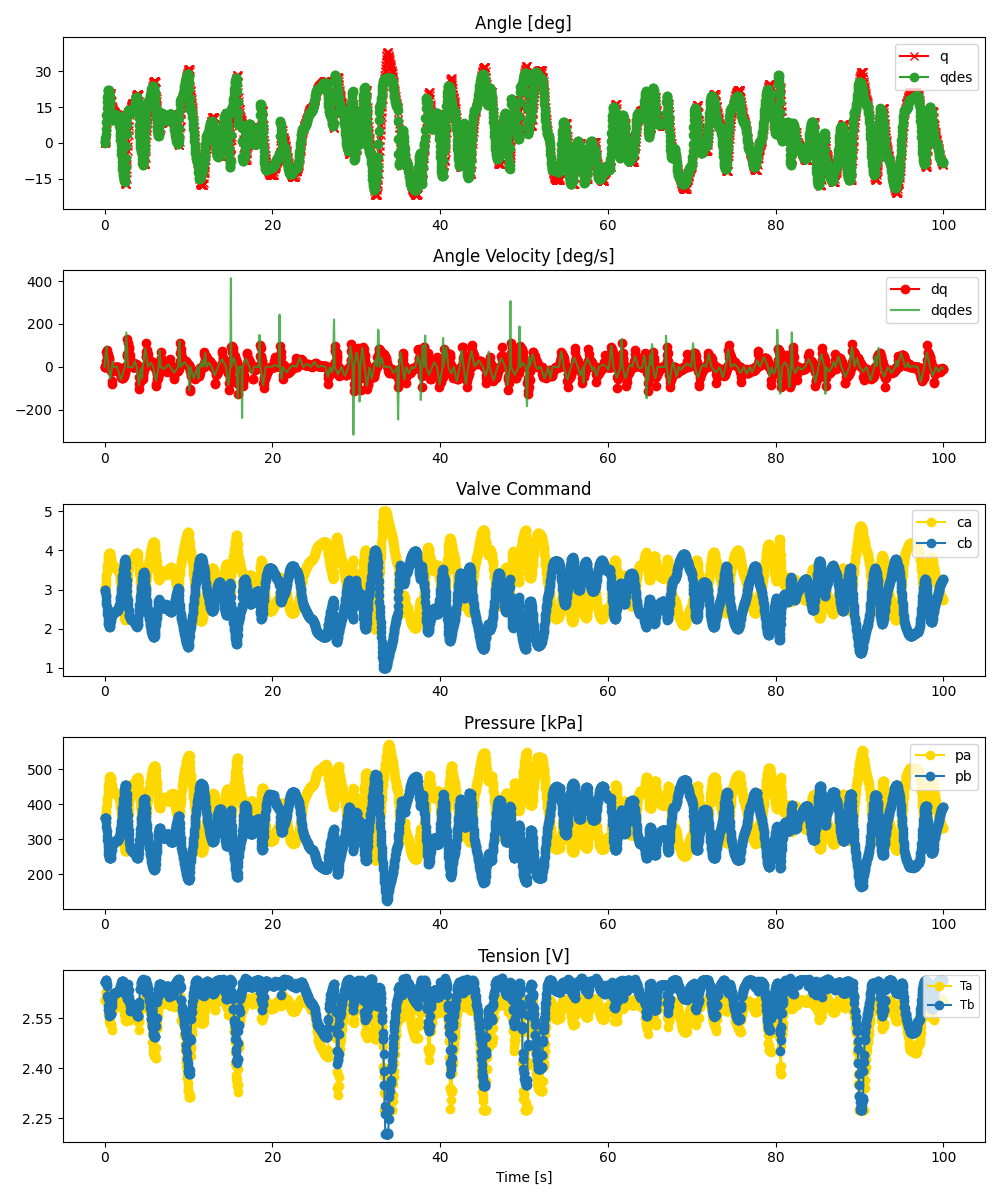 Angle [deg]
30
15
0
−15
q
qdes
0 20 40 60 80 100
Angle Velocity [deg/s]
400
200
0
−200
dq
dqdes
0 20 40 60 80 100
Valve Command
5
4
3
2
1
ca
cb
0 20 40 60 80 100
Pressure [kPa]
500
400
300
200
pa
pb
0 20 40 60 80 100
Tension [V]
2.55
2.40
2.25
Ta
Tb
0 20 40 60 80 100
Time [s]